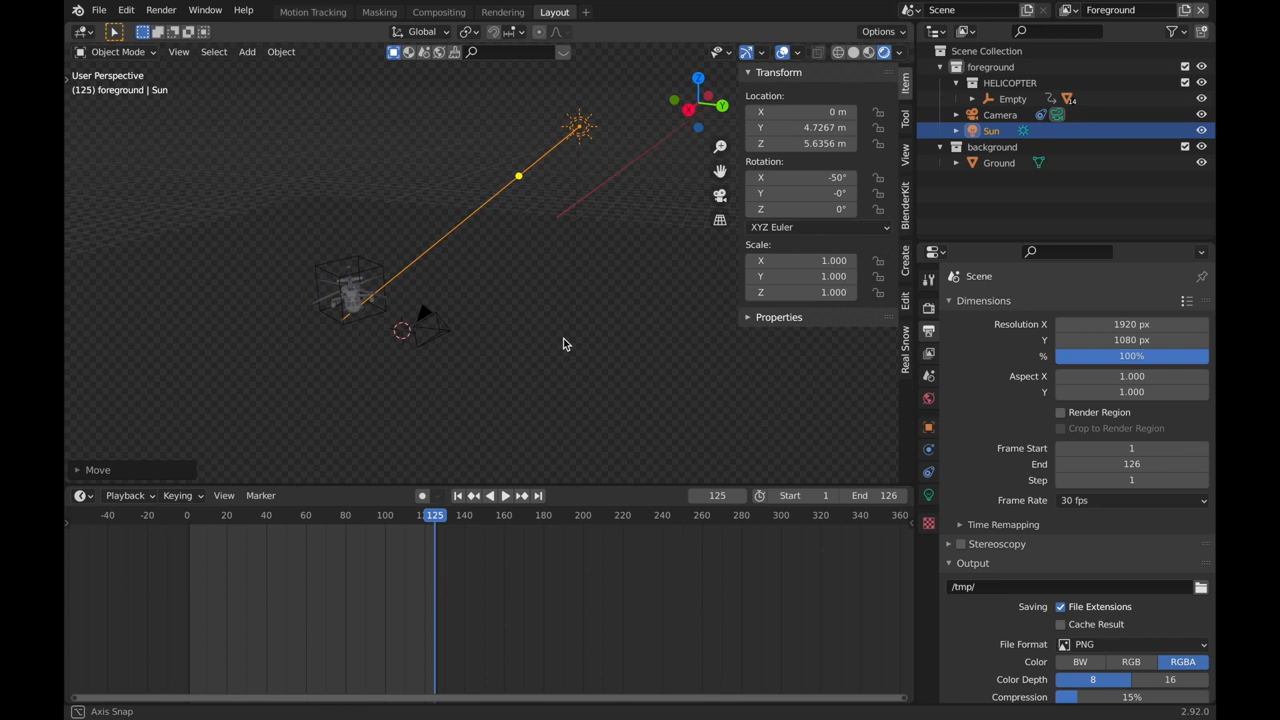 File Edit Render Window Help Motion Tracking Masking Compositing Rendering Layout + Scene Foreground
Global Options
Object Mode View Select Add Object
User Perspective
(125) foreground | Sun
X
Y
Z
Transform
Location:
X 0 m
Y 4.7267 m
Z 5.6356 m
Rotation:
X -50°
Y -0°
Z 0°
XYZ Euler
Scale:
X 1.000
Y 1.000
Z 1.000
Properties
Item
Tool
View
BlenderKit
Create
Edit
Real Snow
Scene Collection
foreground
HELICOPTER
Empty 14
Camera
Sun
background
Ground
Scene
Dimensions
Resolution X 1920 px
Y 1080 px
% 100%
Aspect X 1.000
Y 1.000
Render Region
Crop to Render Region
Frame Start 1
End 126
Step 1
Frame Rate 30 fps
Time Remapping
Stereoscopy
Output
/tmp/
Saving File Extensions
Cache Result
File Format PNG
Color BW RGB RGBA
Color Depth 8 16
Compression 15%
Move
Playback Keying View Marker 125 Start 1 End 126
-40 -20 0 20 40 60 80 100 125 140 160 180 200 220 240 260 280 300 320 340 360
Axis Snap 2.92.0